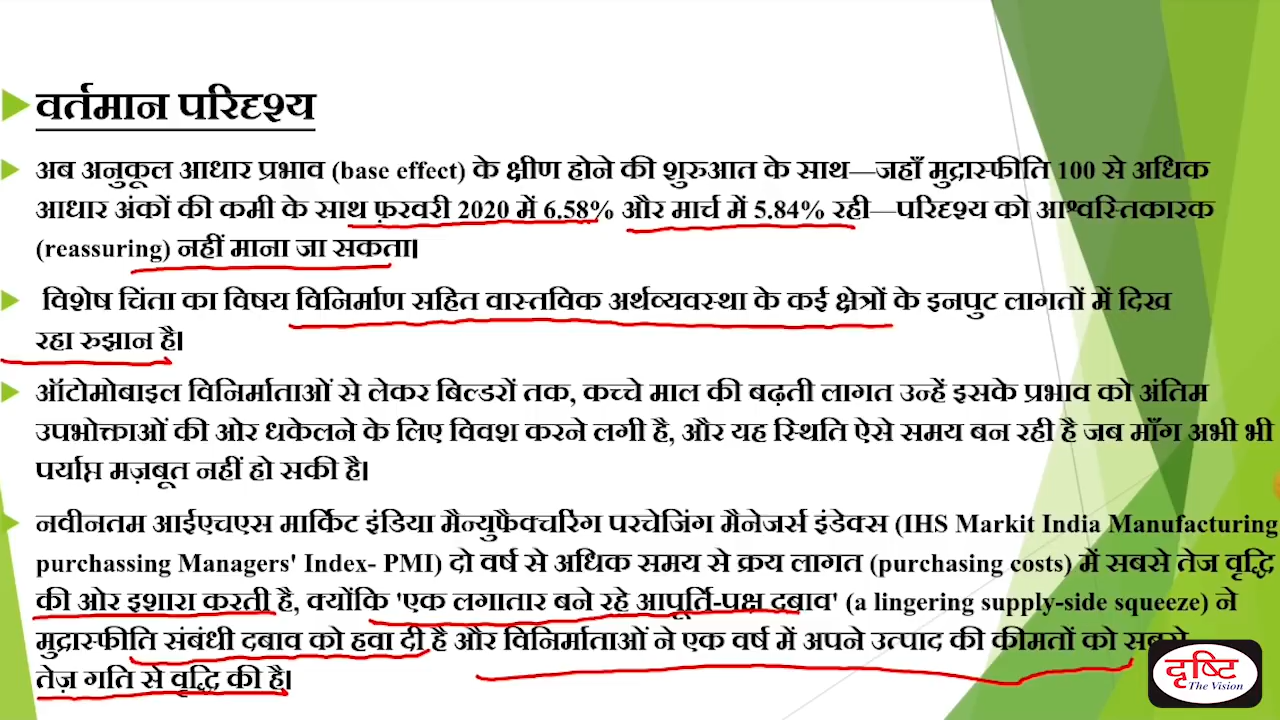 वर्तमान परिदृश्य
अब अनुकूल आधार प्रभाव (base effect) के क्षीण होने की शुरुआत के साथ—जहाँ मुद्रास्फीति 100 से अधिक
आधार अंकों की कमी के साथ फ़रवरी 2020 में 6.58% और मार्च में 5.84% रही—परिदृश्य को आश्वस्तिकारक
(reassuring) नहीं माना जा सकता।
विशेष चिंता का विषय विनिर्माण सहित वास्तविक अर्थव्यवस्था के कई क्षेत्रों के इनपुट लागतों में दिख
रहा रुझान है।
ऑटोमोबाइल विनिर्माताओं से लेकर बिल्डरों तक, कच्चे माल की बढ़ती लागत उन्हें इसके प्रभाव को अंतिम
उपभोक्ताओं की ओर धकेलने के लिए विवश करने लगी है, और यह स्थिति ऐसे समय बन रही है जब माँग अभी भी
पर्याप्त मज़बूत नहीं हो सकी है।
नवीनतम आईएचएस मार्किट इंडिया मैन्युफ़ैक्चरिंग परचेजिंग मैनेजर्स इंडेक्स (IHS Markit India Manufacturing
purchassing Managers' Index- PMI) दो वर्ष से अधिक समय से क्रय लागत (purchasing costs) में सबसे तेज वृद्धि
की ओर इशारा करती है, क्योंकि 'एक लगातार बने रहे आपूर्ति-पक्ष दबाव' (a lingering supply-side squeeze) ने
मुद्रास्फीति संबंधी दबाव को हवा दी है और विनिर्माताओं ने एक वर्ष में अपने उत्पाद की कीमतों को सबसे
तेज़ गति से वृद्धि की है।
दृष्टि
The Vision